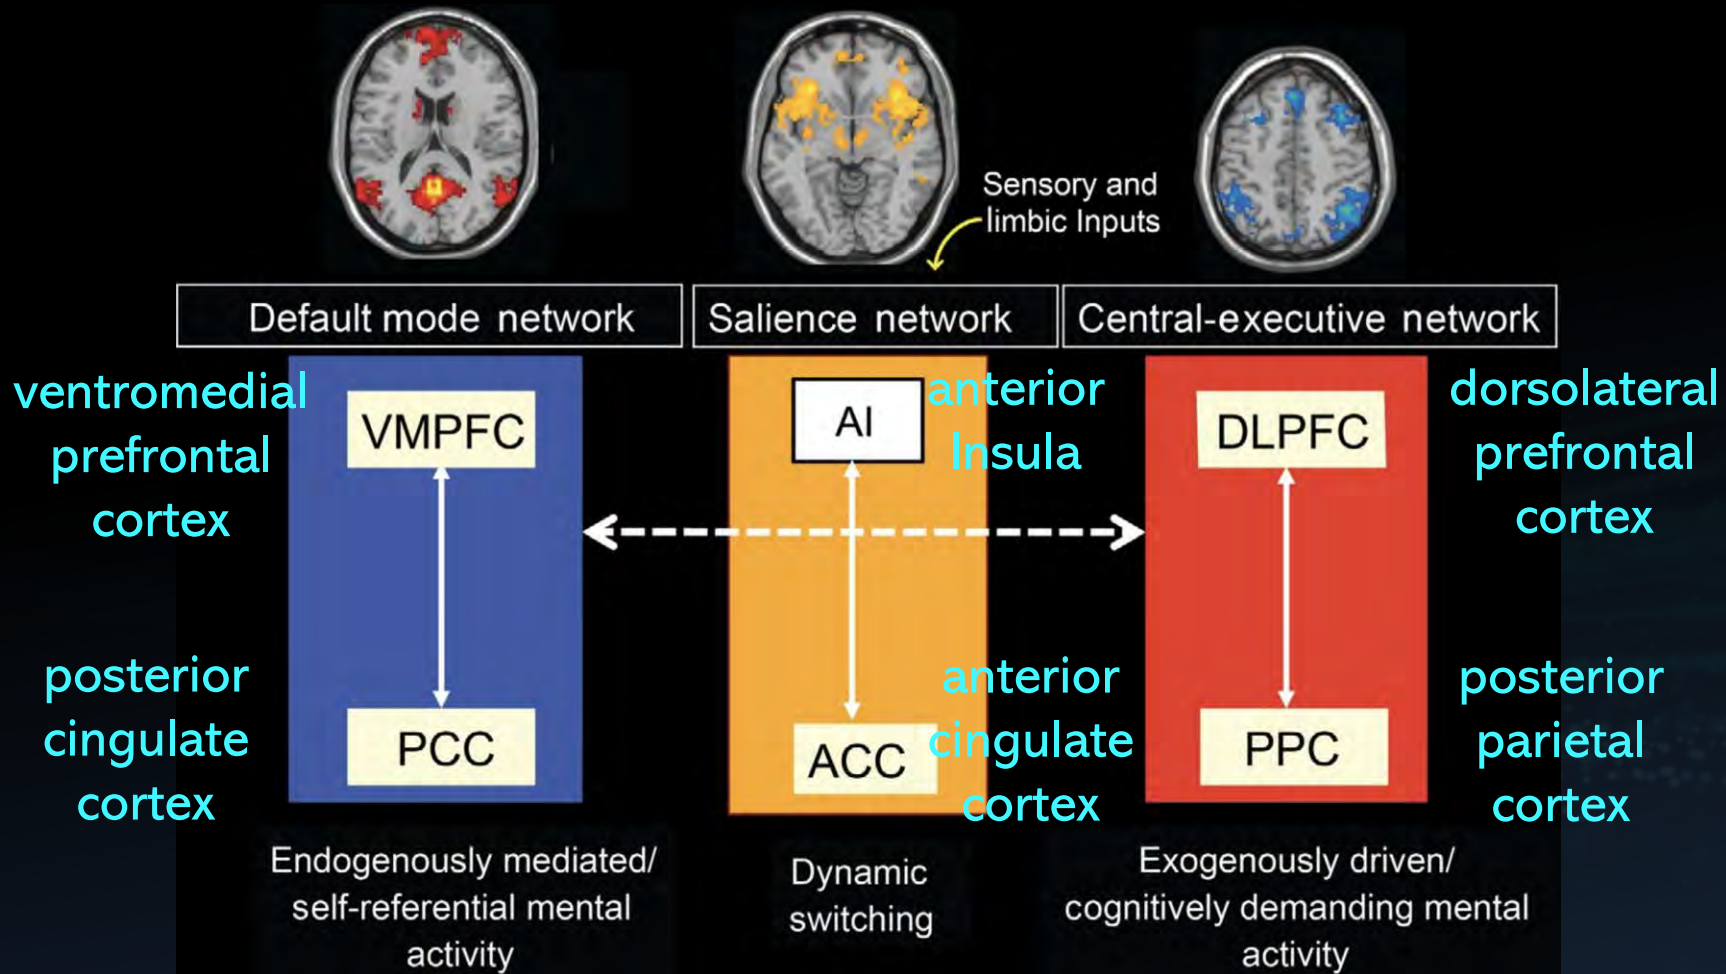 Sensory and
limbic Inputs
Default mode network
Salience network
Central-executive network
ventromedial
prefrontal
cortex
VMPFC
AI
anterior
Insula
DLPFC
dorsolateral
prefrontal
cortex
posterior
cingulate
cortex
PCC
ACC
anterior
cingulate
cortex
PPC
posterior
parietal
cortex
Endogenously mediated/
self-referential mental
activity
Dynamic
switching
Exogenously driven/
cognitively demanding mental
activity